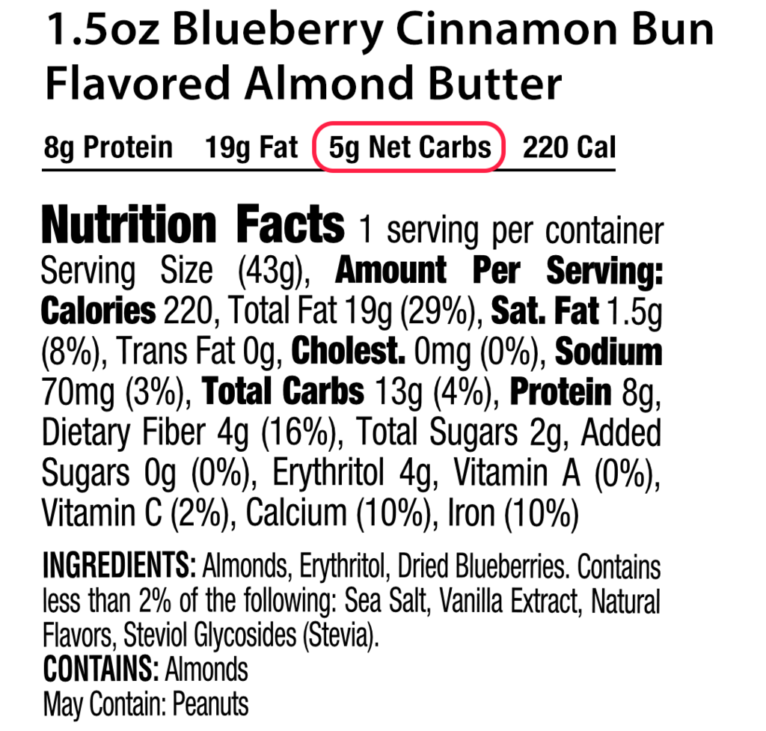 1.5oz Blueberry Cinnamon Bun
Flavored Almond Butter
8g Protein 19g Fat 5g Net Carbs 220 Cal
Nutrition Facts 1 serving per container
Serving Size (43g), Amount Per Serving:
Calories 220, Total Fat 19g (29%), Sat. Fat 1.5g
(8%), Trans Fat 0g, Cholest. 0mg (0%), Sodium
70mg (3%), Total Carbs 13g (4%), Protein 8g,
Dietary Fiber 4g (16%), Total Sugars 2g, Added
Sugars 0g (0%), Erythritol 4g, Vitamin A (0%),
Vitamin C (2%), Calcium (10%), Iron (10%)
INGREDIENTS: Almonds, Erythritol, Dried Blueberries. Contains
less than 2% of the following: Sea Salt, Vanilla Extract, Natural
Flavors, Steviol Glycosides (Stevia).
CONTAINS: Almonds
May Contain: Peanuts